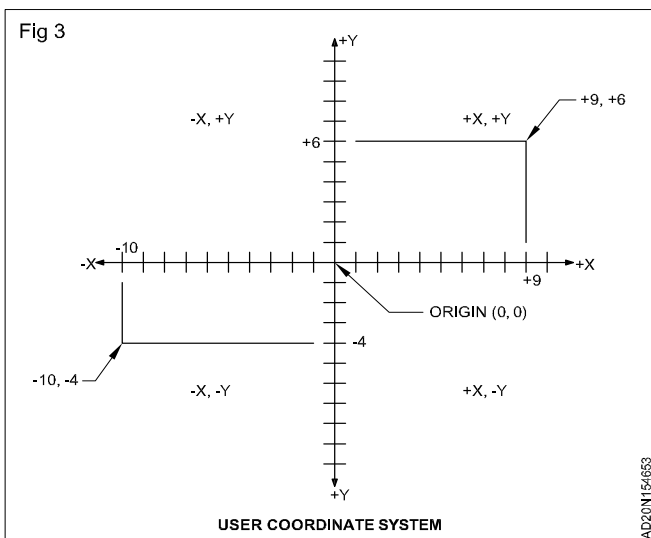 Fig 3
+Y
+9, +6
-X, +Y
+X, +Y
+6
-10
-X
+X
+9
ORIGIN (0, 0)
-4
-10, -4
-X, -Y
+X, -Y
+Y
USER COORDINATE SYSTEM
AD20N154653